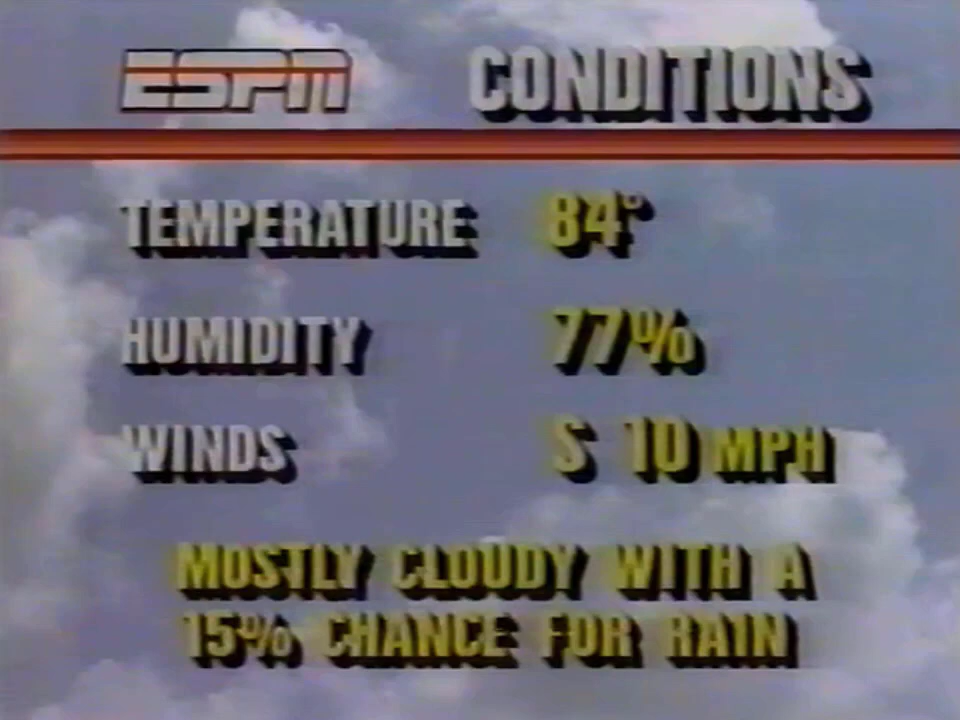 ESPN CONDITIONS
TEMPERATURE 84°
HUMIDITY 77%
WINDS S 10 MPH
MOSTLY CLOUDY WITH A
15% CHANCE FOR RAIN